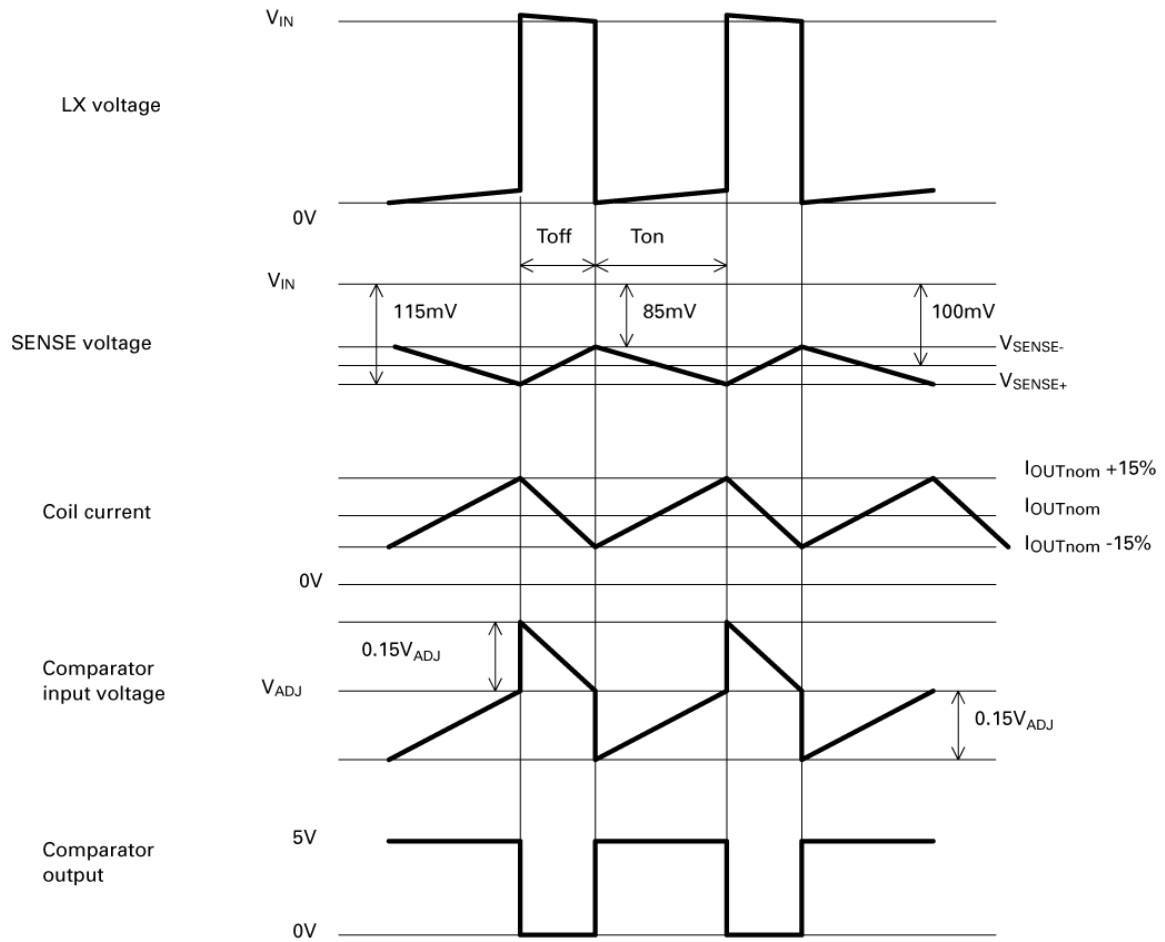 VIN
LX voltage
0V
Toff
Ton
VIN
115mV
85mV
100mV
SENSE voltage
VSENSE-
VSENSE+
IOUTnom +15%
Coil current
IOUTnom
IOUTnom -15%
0V
0.15VADJ
Comparator
input voltage
VADJ
0.15VADJ
5V
Comparator
output
0V